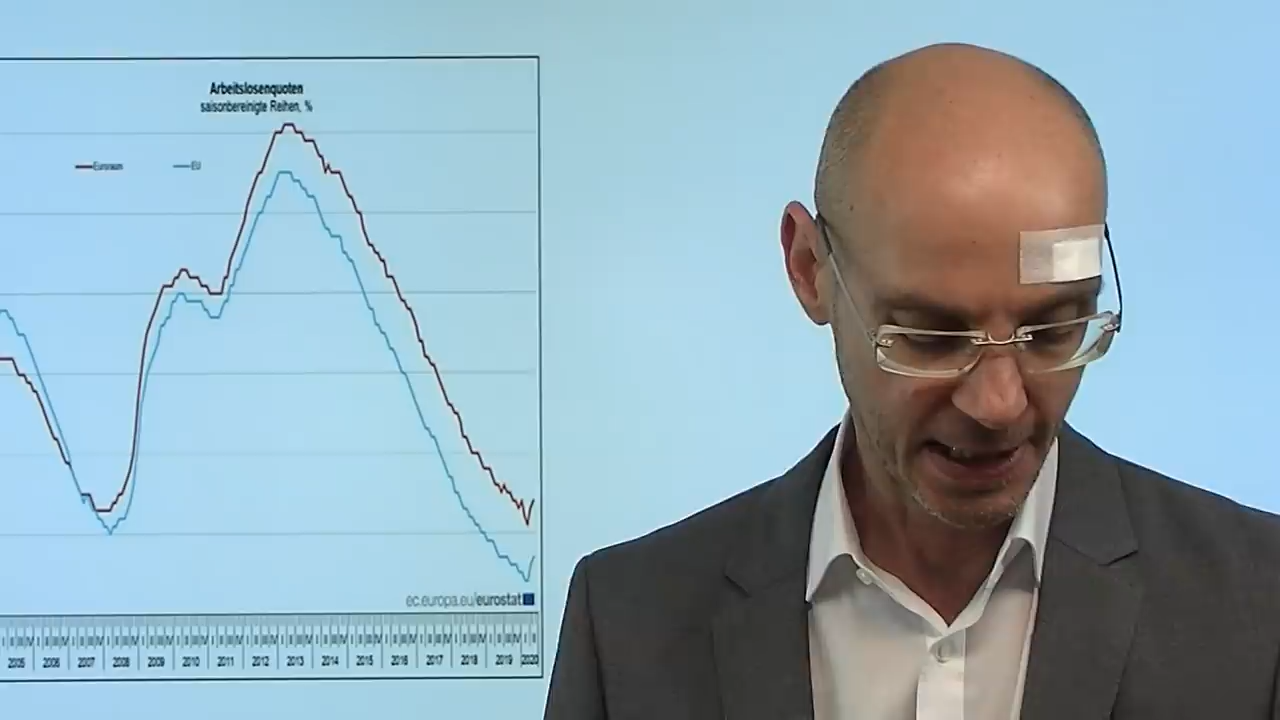 Arbeitslosenquoten
saisonbereinigte Reihen, %
Euroraum EU
ec.europa.eu/eurostat
2005 2006 2007 2008 2009 2010 2011 2012 2013 2014 2015 2016 2017 2018 2019 2020